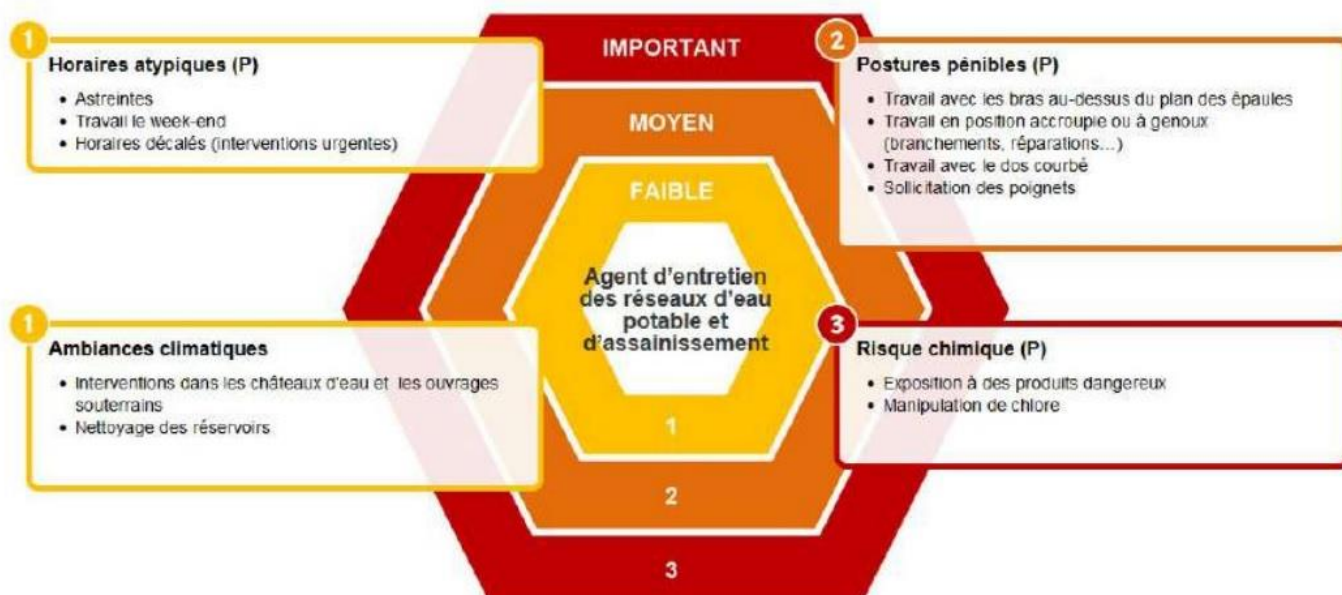 1
Horaires atypiques (P)
• Astreintes
• Travail le week-end
• Horaires décalés (interventions urgentes)
IMPORTANT
MOYEN
FAIBLE
2
Postures pénibles (P)
• Travail avec les bras au-dessus du plan des épaules
• Travail en position accroupie ou à genoux
(branchements, réparations...)
• Travail avec le dos courbé
• Sollicitation des poignets
Agent d'entretien
des réseaux d'eau
potable et
d'assainissement
1
Ambiances climatiques
• Interventions dans les châteaux d'eau et les ouvrages
souterrains
• Nettoyage des réservoirs
3
Risque chimique (P)
• Exposition à des produits dangereux
• Manipulation de chlore
1
2
3